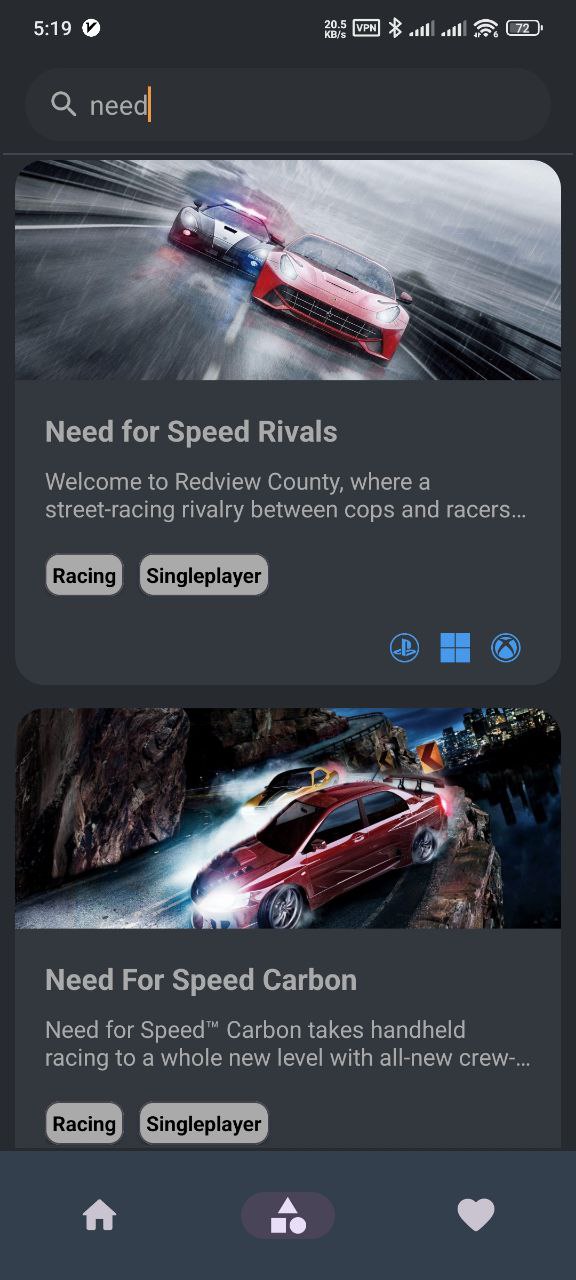 5:19
20.5
KB/s
VPN
6
72
need
Need for Speed Rivals
Welcome to Redview County, where a
street-racing rivalry between cops and racers…
Racing
Singleplayer
Need For Speed Carbon
Need for Speed™ Carbon takes handheld
racing to a whole new level with all-new crew-…
Racing
Singleplayer